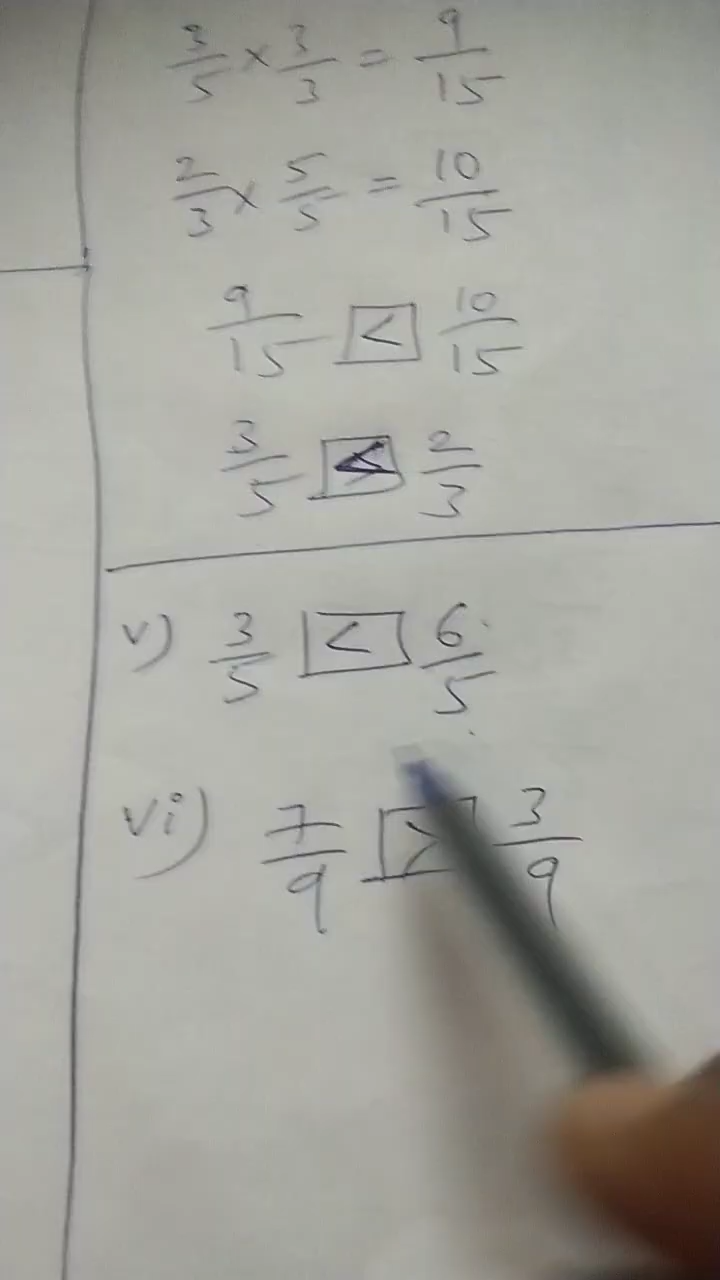 3/5 × 3/3 = 9/15
2/3 × 5/5 = 10/15
9/15 < 10/15
3/5 < 2/3
v) 3/5 < 6/5
vi) 7/9 > 3/9